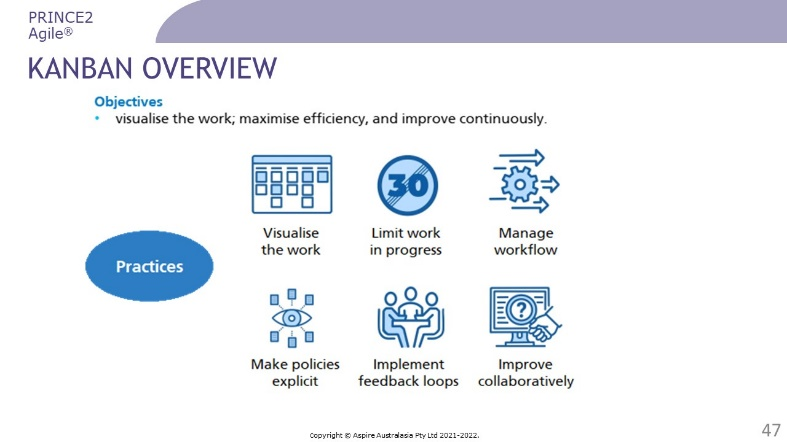 PRINCE2
Agile®
KANBAN OVERVIEW
Objectives
• visualise the work; maximise efficiency, and improve continuously.
30
Visualise
the work
Limit work
in progress
Manage
workflow
Practices
?
Make policies
explicit
Implement
feedback loops
Improve
collaboratively
Copyright © Aspire Australasia Pty Ltd 2021-2022.
47